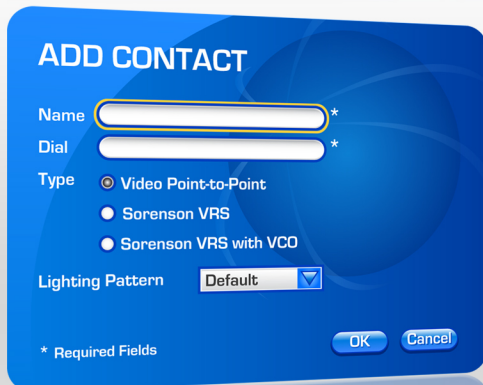 ADD CONTACT
Name *
Dial *
Type Video Point-to-Point
Sorenson VRS
Sorenson VRS with VCO
Lighting Pattern Default
* Required Fields
OK Cancel